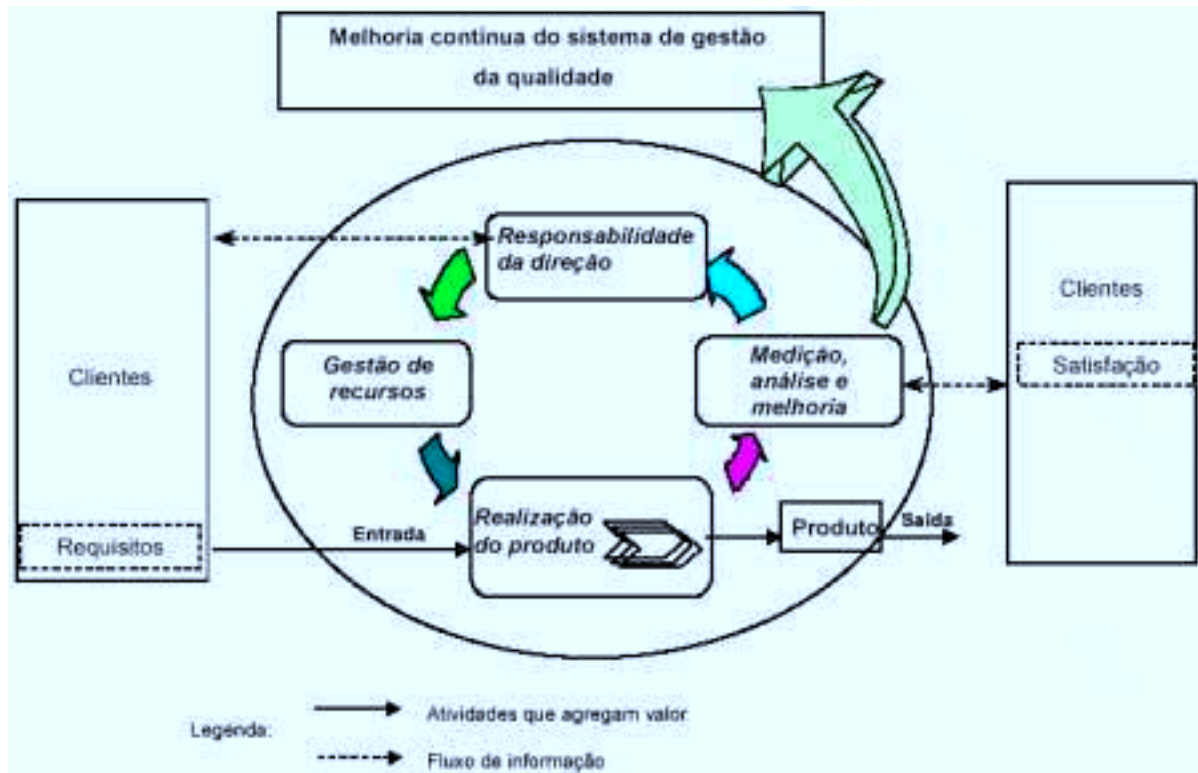 Melhoria continua do sistema de gestão
da qualidade
Responsabilidade
da direção
Clientes
Gestão de
recursos
Medição,
análise e
melhoria
Clientes
Satisfação
Requisitos
Entrada
Realização
do produto
Produto
Saída
Legenda:
Atividades que agregam valor
Fluxo de informação